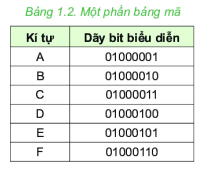 Bảng 1.2. Một phần bảng mã
Kí tự Dãy bit biểu diễn
A 01000001
B 01000010
C 01000011
D 01000100
E 01000101
F 01000110